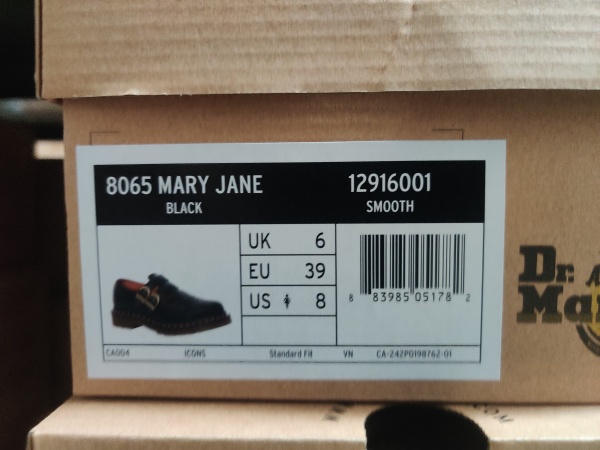 8065 MARY JANE 12916001
BLACK SMOOTH
UK 6
EU 39
US 8
8 83985 05178 2
CA004 ICONS Standard Fit VN CA-242P0198762-01
Dr.